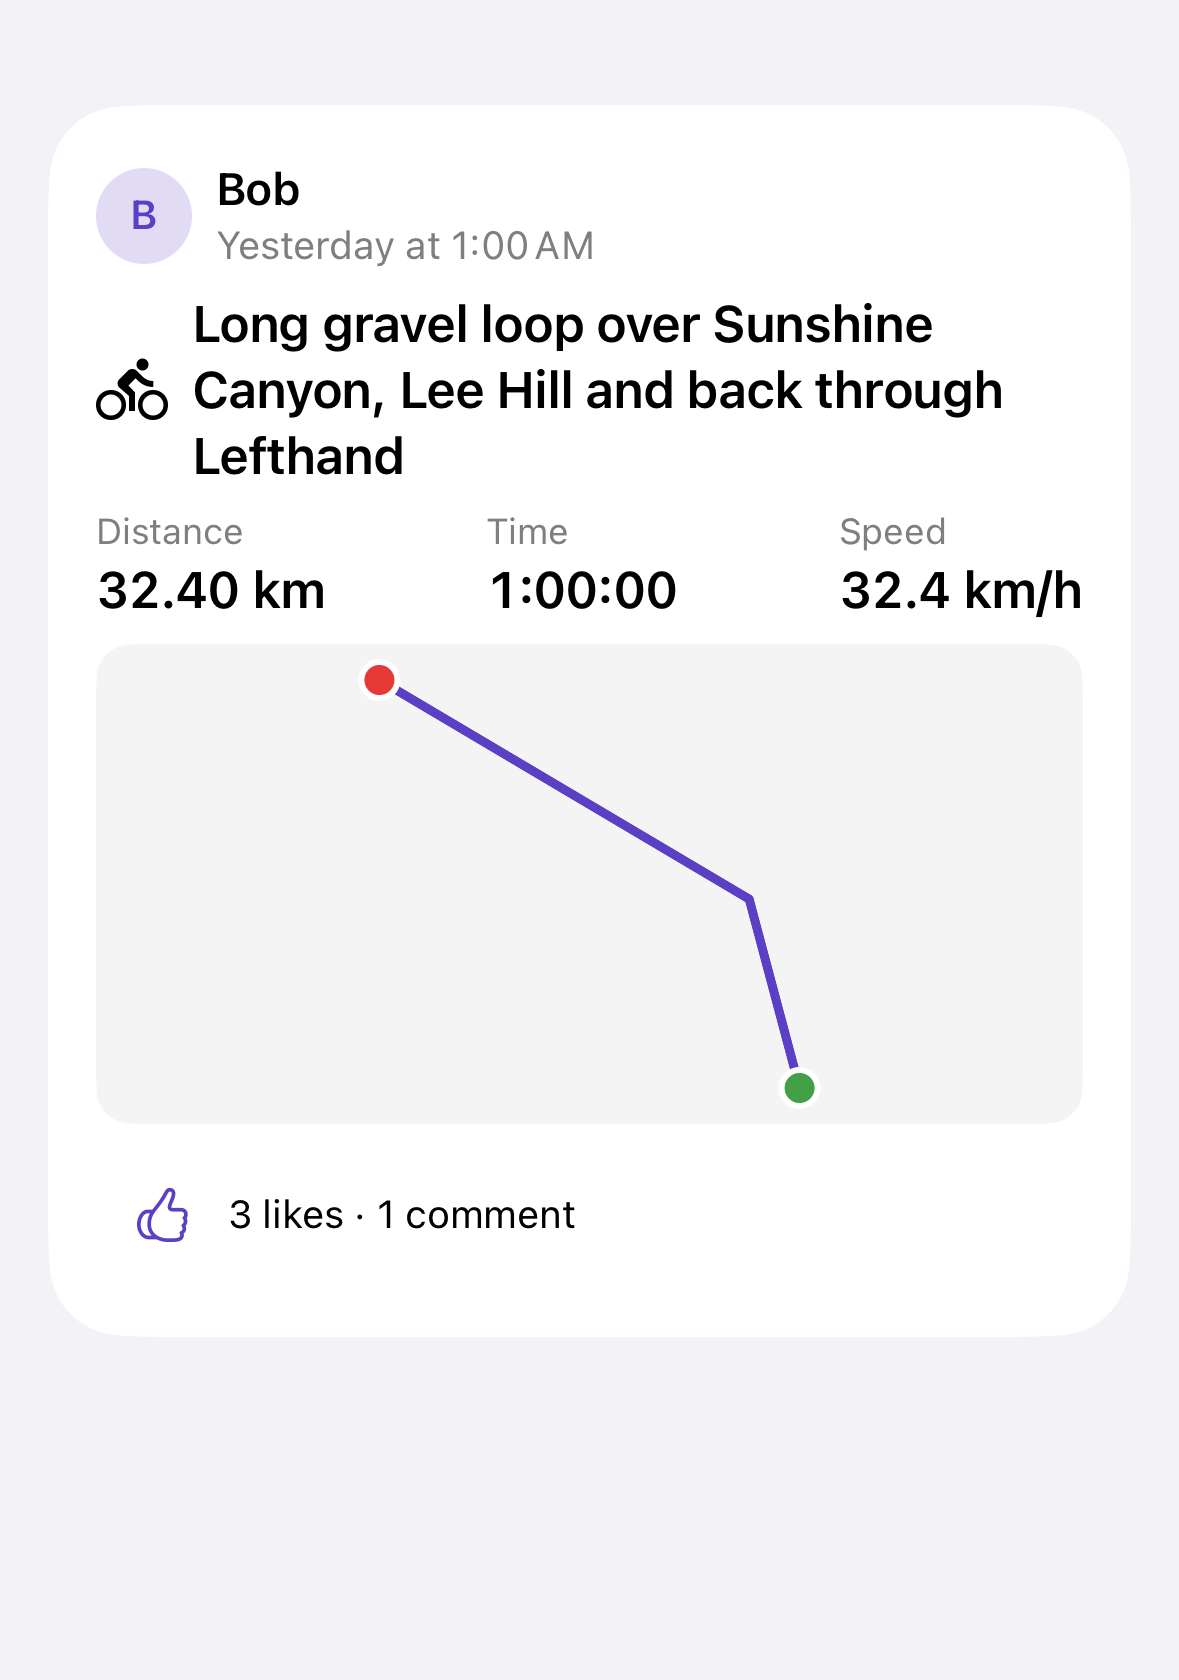 B
Bob
Yesterday at 1:00 AM
Long gravel loop over Sunshine
Canyon, Lee Hill and back through
Lefthand
Distance Time Speed
32.40 km 1:00:00 32.4 km/h
3 likes · 1 comment